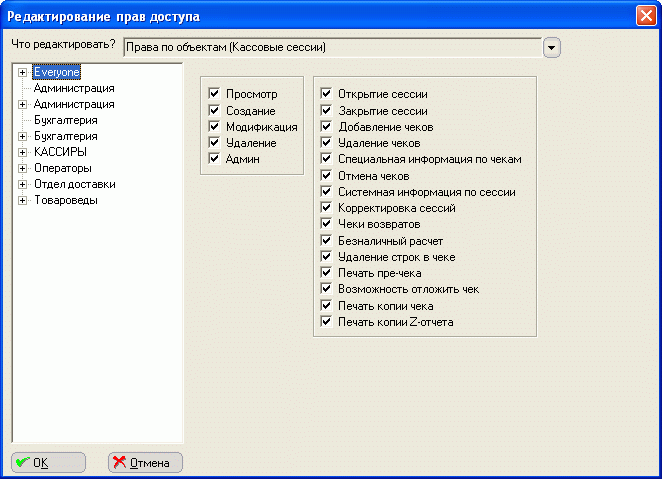 Редактирование прав доступа
Что редактировать? Права по объектам (Кассовые сессии)
Everyone
Администрация
Администрация
Бухгалтерия
Бухгалтерия
КАССИРЫ
Операторы
Отдел доставки
Товароведы
Просмотр
Создание
Модификация
Удаление
Админ
Открытие сессии
Закрытие сессии
Добавление чеков
Удаление чеков
Специальная информация по чекам
Отмена чеков
Системная информация по сессии
Корректировка сессий
Чеки возвратов
Безналичный расчет
Удаление строк в чеке
Печать пре-чека
Возможность отложить чек
Печать копии чека
Печать копии Z-отчета
OK
Отмена